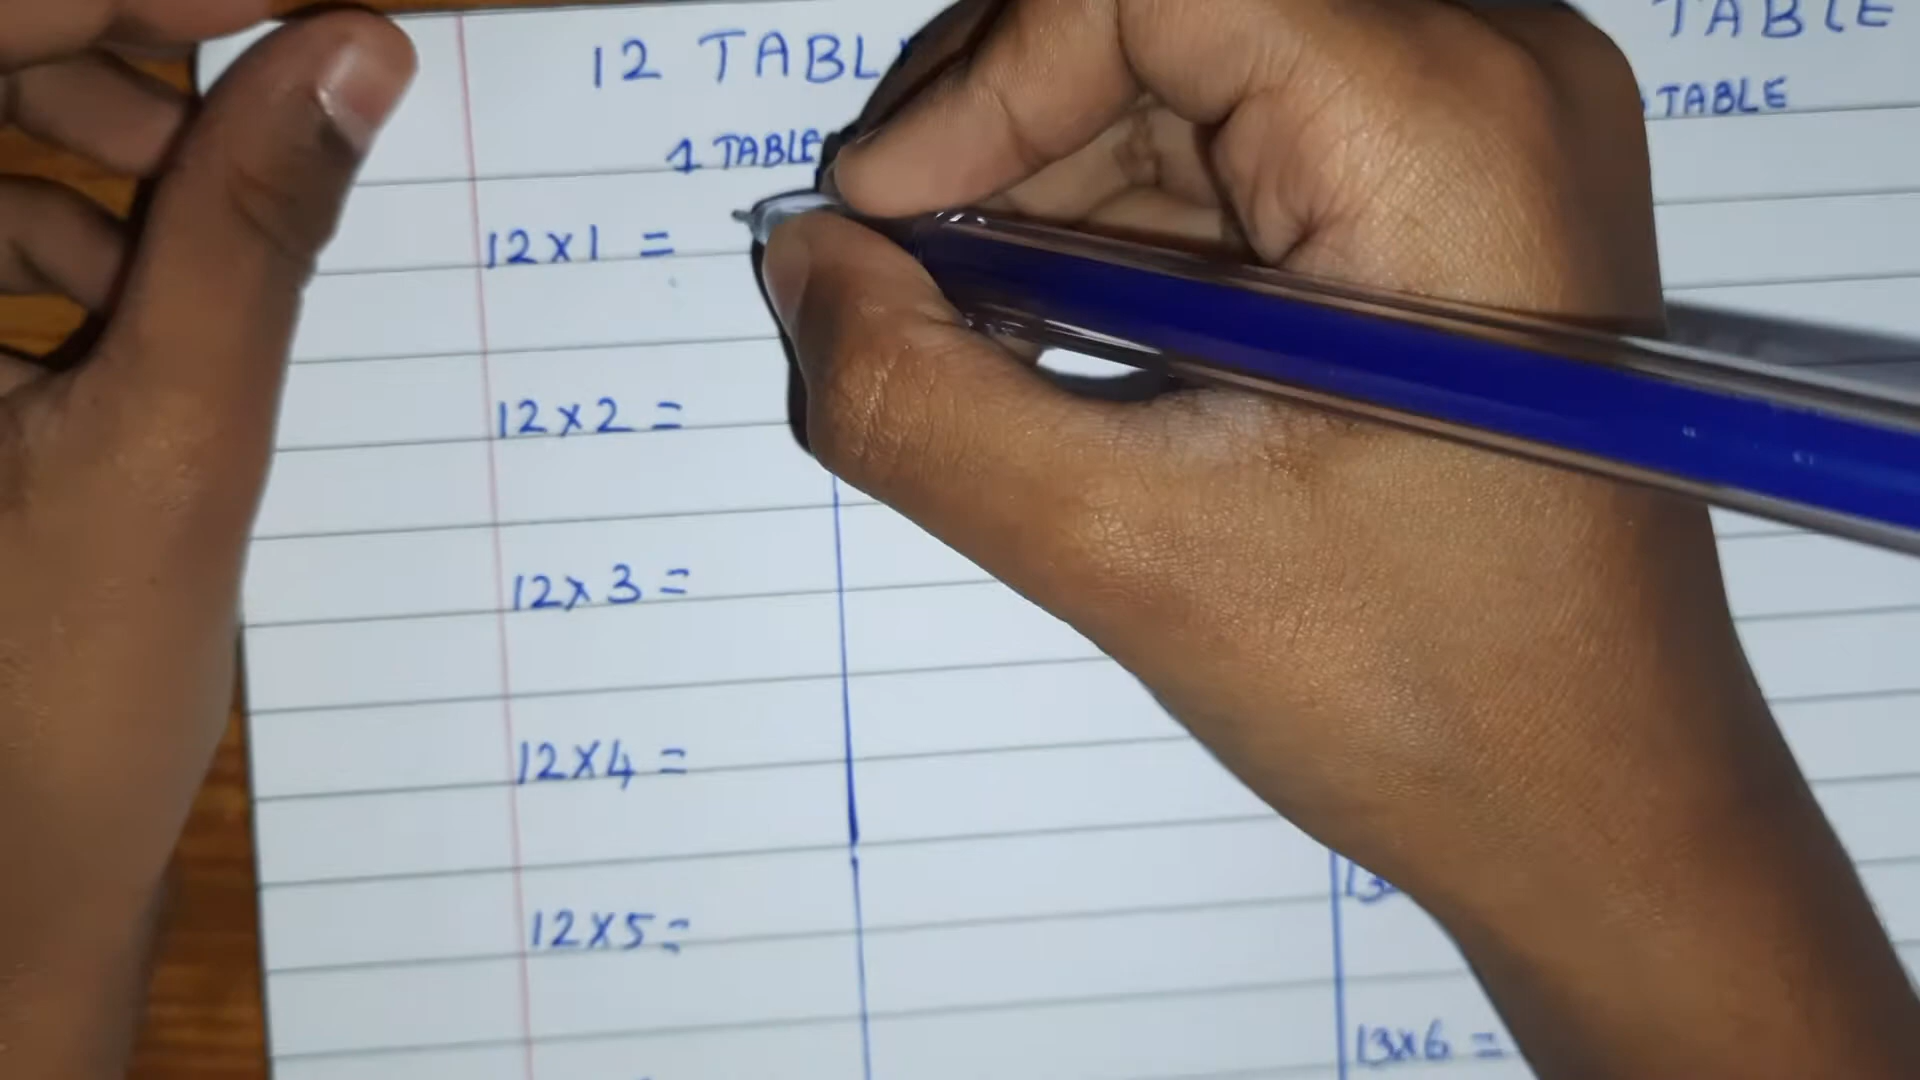 12 TABL
1 TABLE
12x1 =
12x2 =
12x3 =
12x4 =
12x5=
TABLE
TABLE
13x6 =